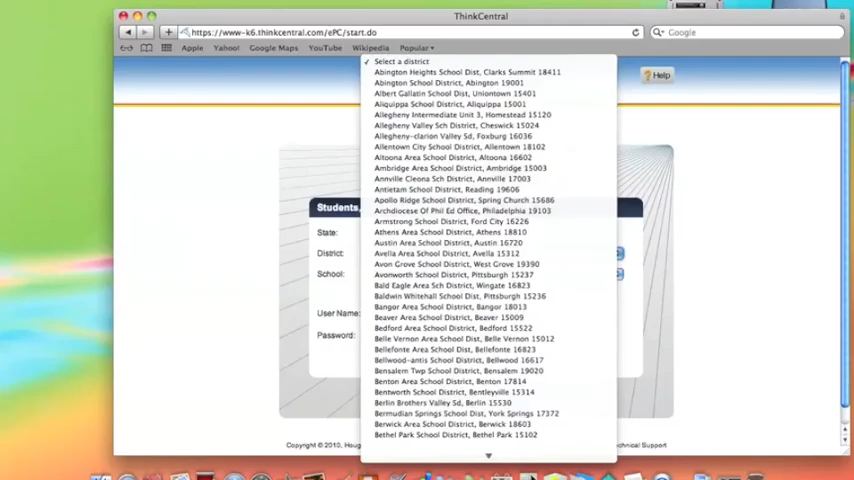 ThinkCentral
https://www-k6.thinkcentral.com/ePC/start.do
Google
Apple
Yahoo!
Google Maps
YouTube
Wikipedia
Popular
✓ Select a district
Abington Heights School Dist, Clarks Summit 18411
Abington School District, Abington 19001
Albert Gallatin School Dist, Uniontown 15401
Aliquippa School District, Aliquippa 15001
Allegheny Intermediate Unit 3, Homestead 15120
Allegheny Valley Sch District, Cheswick 15024
Allegheny-clarion Valley Sd, Foxburg 16036
Allentown City School District, Allentown 18102
Altoona Area School District, Altoona 16602
Ambridge Area School District, Ambridge 15003
Annville Cleona Sch District, Annville 17003
Antietam School District, Reading 19606
Apollo Ridge School District, Spring Church 15686
Archdiocese Of Phil Ed Office, Philadelphia 19103
Armstrong School District, Ford City 16226
Athens Area School District, Athens 18810
Austin Area School District, Austin 16720
Avella Area School District, Avella 15312
Avon Grove School District, West Grove 19390
Avonworth School District, Pittsburgh 15237
Bald Eagle Area Sch District, Wingate 16823
Baldwin Whitehall School Dist, Pittsburgh 15236
Bangor Area School District, Bangor 18013
Beaver Area School District, Beaver 15009
Bedford Area School District, Bedford 15522
Belle Vernon Area School District, Belle Vernon 15012
Bellefonte Area School Dist, Bellefonte 16823
Bellwood-antis School District, Bellwood 16617
Bensalem Twp School District, Bensalem 19020
Benton Area School District, Benton 17814
Bentworth School District, Bentleyville 15314
Berlin Brothers Valley Sd, Berlin 15530
Bermudian Springs School Dist, York Springs 17372
Berwick Area School District, Berwick 18603
Bethel Park School District, Bethel Park 15102
? Help
Students,
State:
District:
School:
User Name:
Password:
Copyright © 2010, Houg
echnical Support